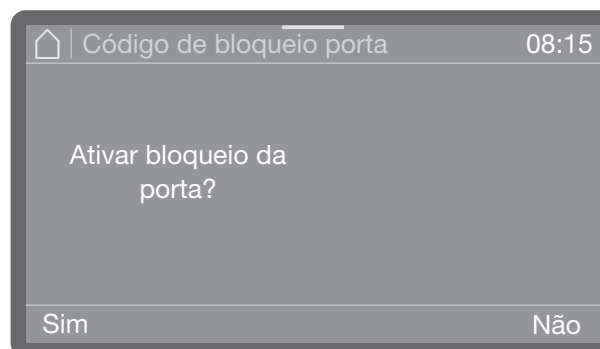 Código de bloqueio porta 08:15
Ativar bloqueio da
porta?
Sim Não